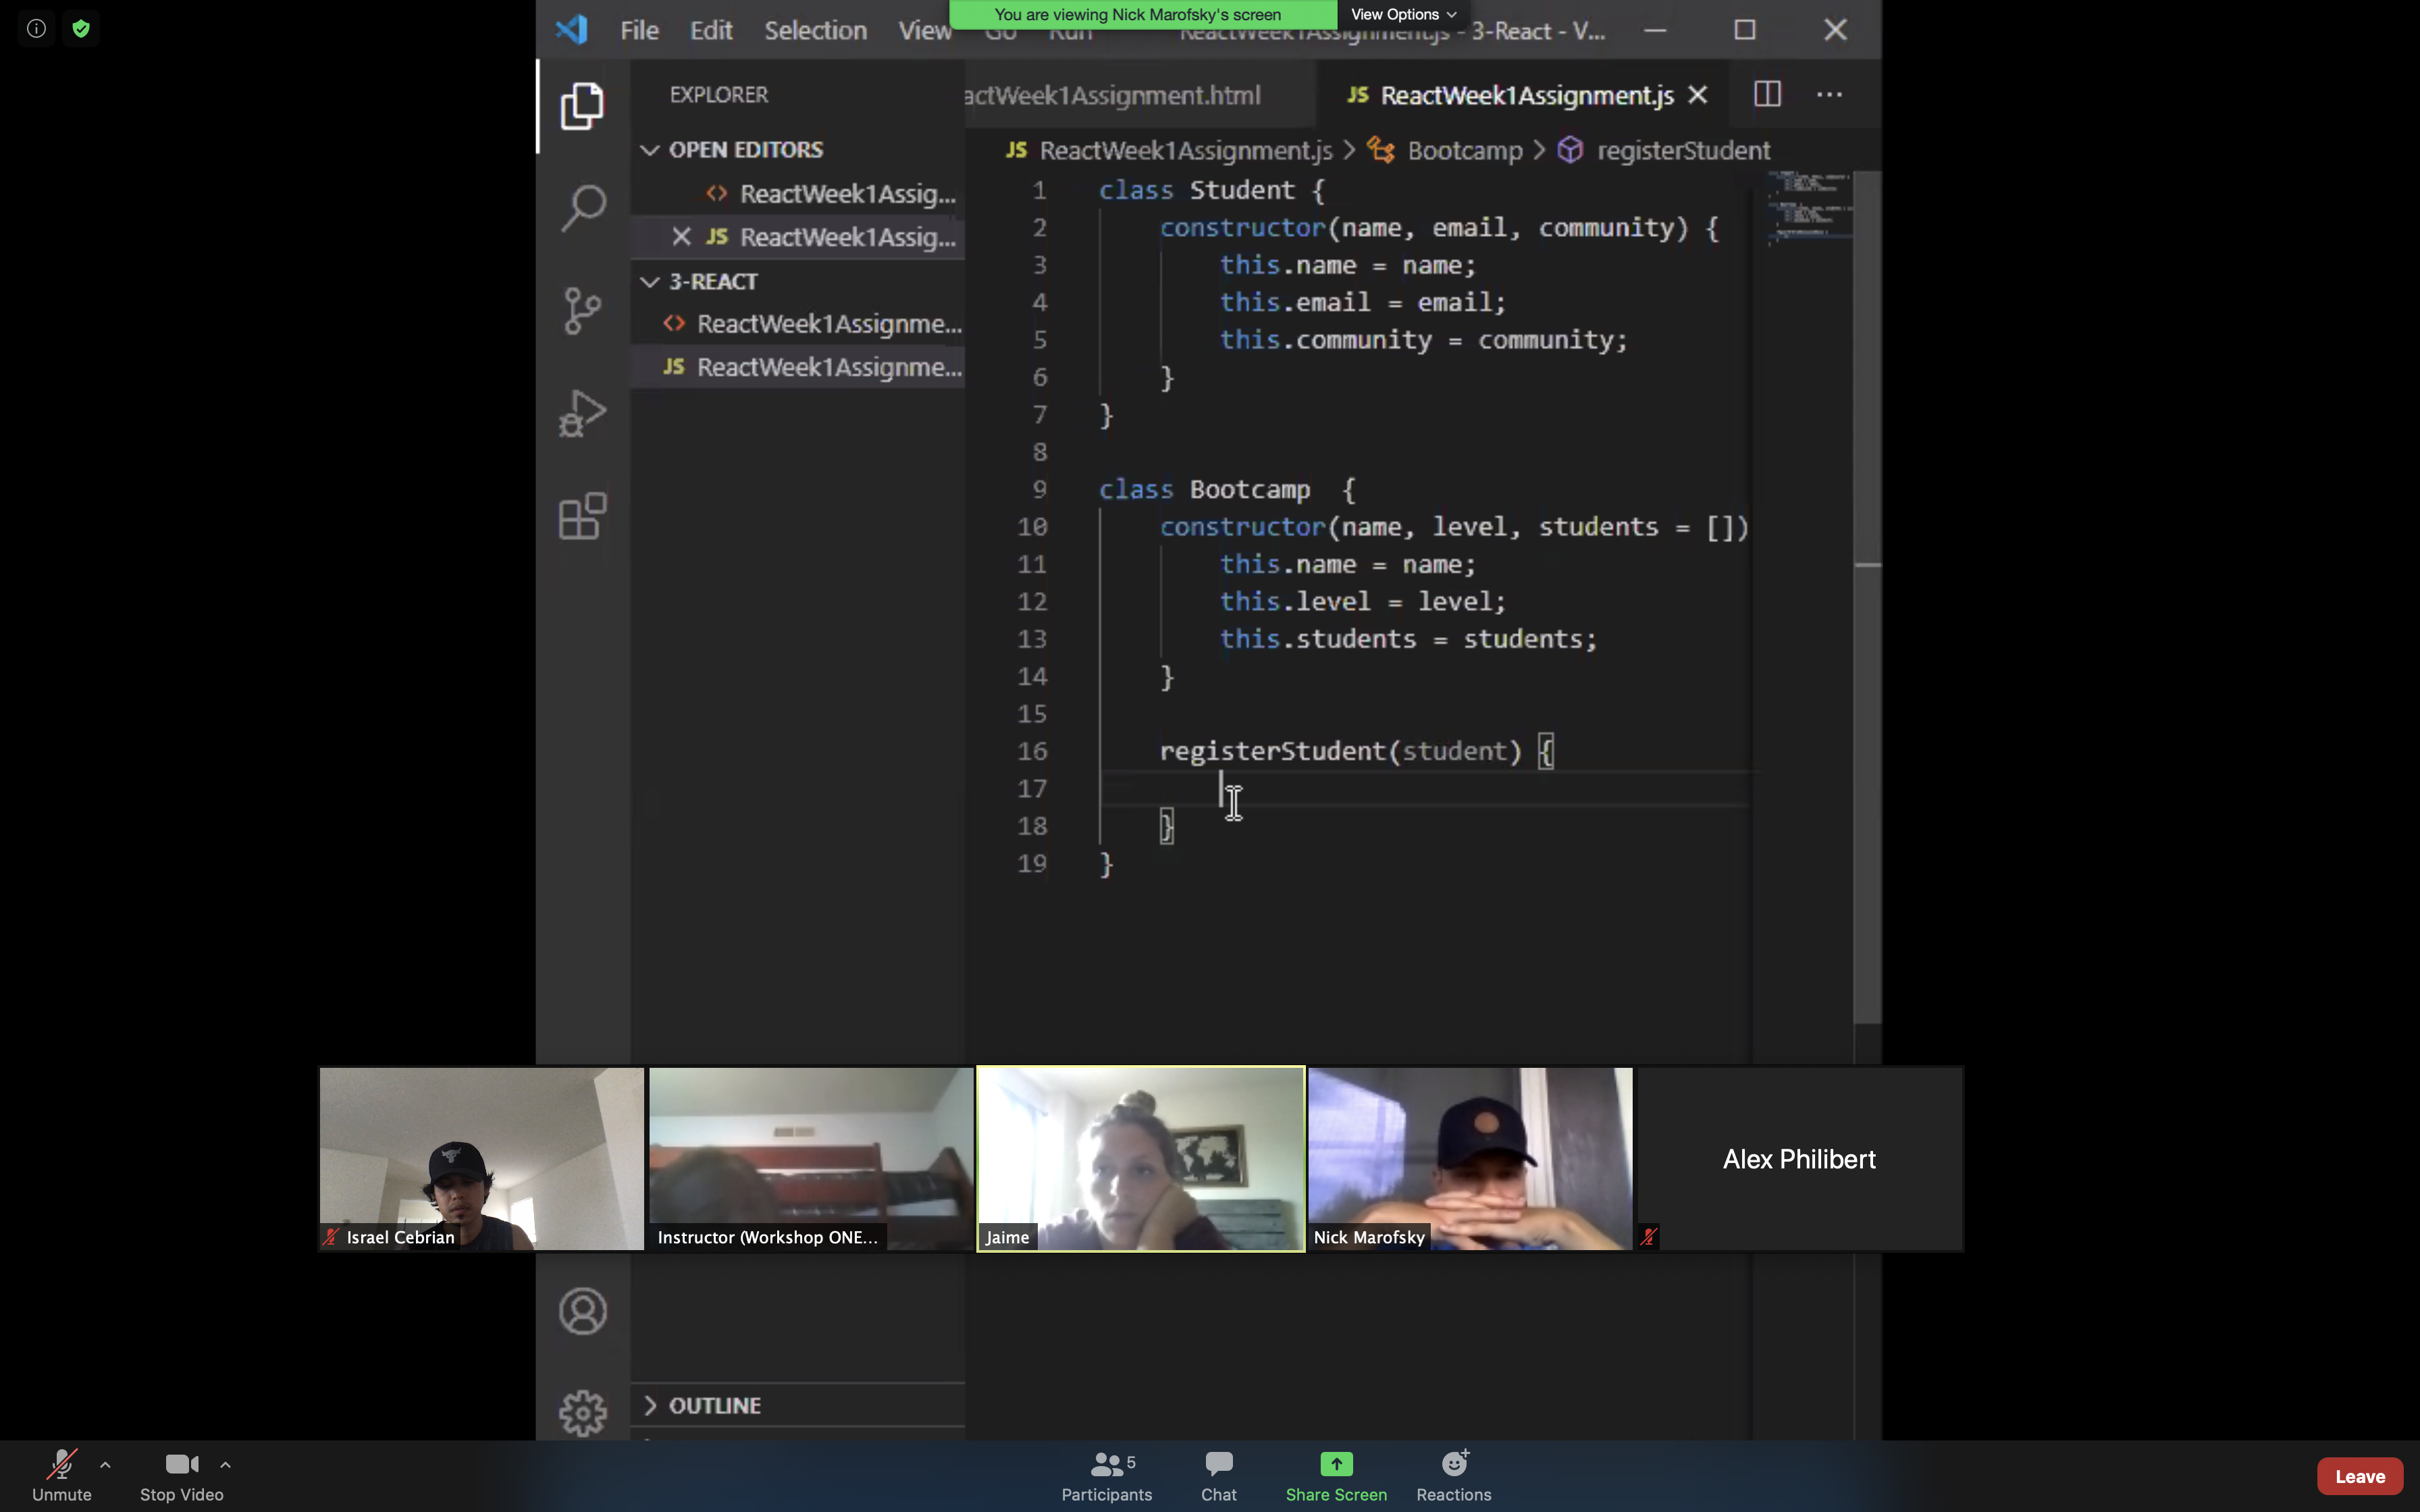 You are viewing Nick Marofsky's screen View Options
File Edit Selection View Go Run ReactWeek1Assignment.js - 3-React - V...
EXPLORER
OPEN EDITORS
ReactWeek1Assig...
JS ReactWeek1Assig...
3-REACT
ReactWeek1Assignme...
JS ReactWeek1Assignme...
actWeek1Assignment.html JS ReactWeek1Assignment.js
JS ReactWeek1Assignment.js > Bootcamp > registerStudent
1 class Student {
2 constructor(name, email, community) {
3 this.name = name;
4 this.email = email;
5 this.community = community;
6 }
7 }
8
9 class Bootcamp {
10 constructor(name, level, students = [])
11 this.name = name;
12 this.level = level;
13 this.students = students;
14 }
15
16 registerStudent(student) {
17
18 }
19 }
Israel Cebrian
Instructor (Workshop ONE...
Jaime
Nick Marofsky
Alex Philibert
OUTLINE
Unmute
Stop Video
5
Participants
Chat
Share Screen
Reactions
Leave